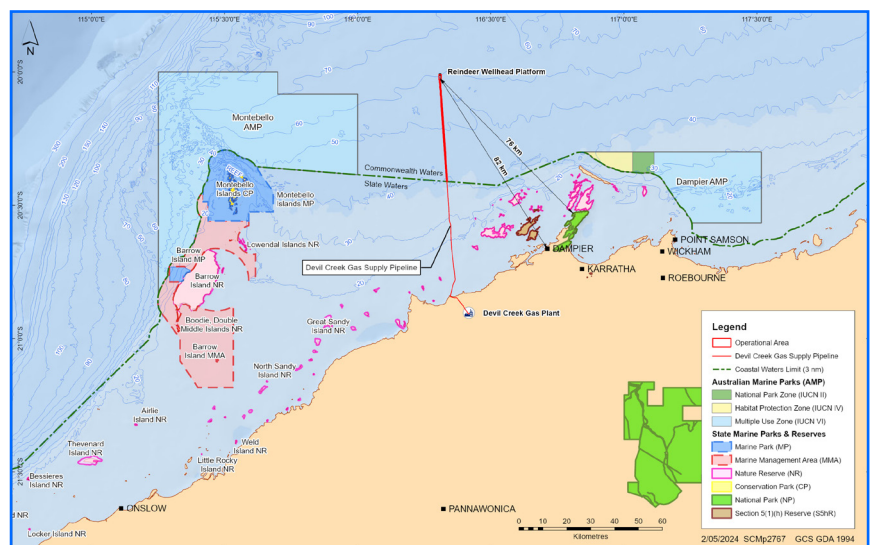 115°0'0"E
115°30'0"E
116°0'0"E
116°30'0"E
117°0'0"E
117°30'0"E
N
20°0'0"S
20°30'0"S
21°0'0"S
21°30'0"S
Reindeer Wellhead Platform
Montebello
AMP
76 km
62 km
Commonwealth Waters
State Waters
Montebello
Islands CP
Montebello
Islands MP
Dampier AMP
Lowendal Islands NR
Barrow
Island MP
Barrow
Island NR
Devil Creek Gas Supply Pipeline
POINT SAMSON
WICKHAM
DAMPIER
KARRATHA
ROEBOURNE
Boodie, Double
Middle Islands NR
Great Sandy
Island NR
Devil Creek Gas Plant
Barrow
Island MMA
North Sandy
Island NR
Airlie
Island NR
Thevenard
Island NR
Weld
Island NR
Little Rocky
Island NR
Bessieres
Island NR
ONSLOW
PANNAWONICA
Locker Island NR
0 10 20 30 40 50 60
Kilometres
Legend
Operational Area
Devil Creek Gas Supply Pipeline
Coastal Waters Limit (3 nm)
Australian Marine Parks (AMP)
National Park Zone (IUCN II)
Habitat Protection Zone (IUCN IV)
Multiple Use Zone (IUCN VI)
State Marine Parks & Reserves
Marine Park (MP)
Marine Management Area (MMA)
Nature Reserve (NR)
Conservation Park (CP)
National Park (NP)
Section 5(1)(h) Reserve (S5hR)
2/05/2024 SCMp2767 GCS GDA 1994